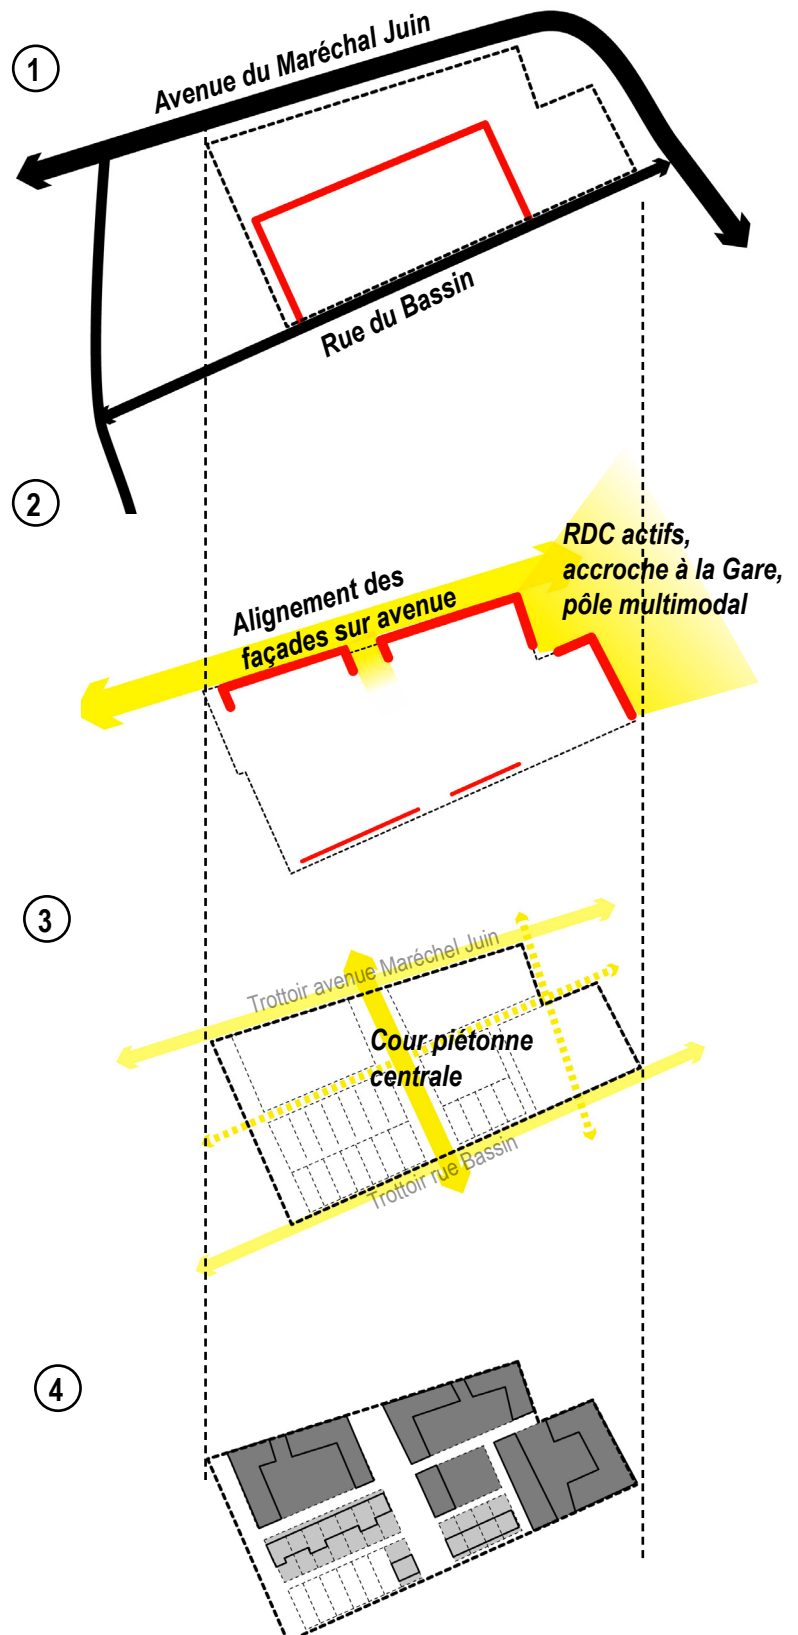 1
Avenue du Maréchal Juin
Rue du Bassin
2
RDC actifs,
accroche à la Gare,
pôle multimodal
Alignement des
façades sur avenue
3
Trottoir avenue Maréchel Juin
Cour piétonne
centrale
Trottoir rue Bassin
4